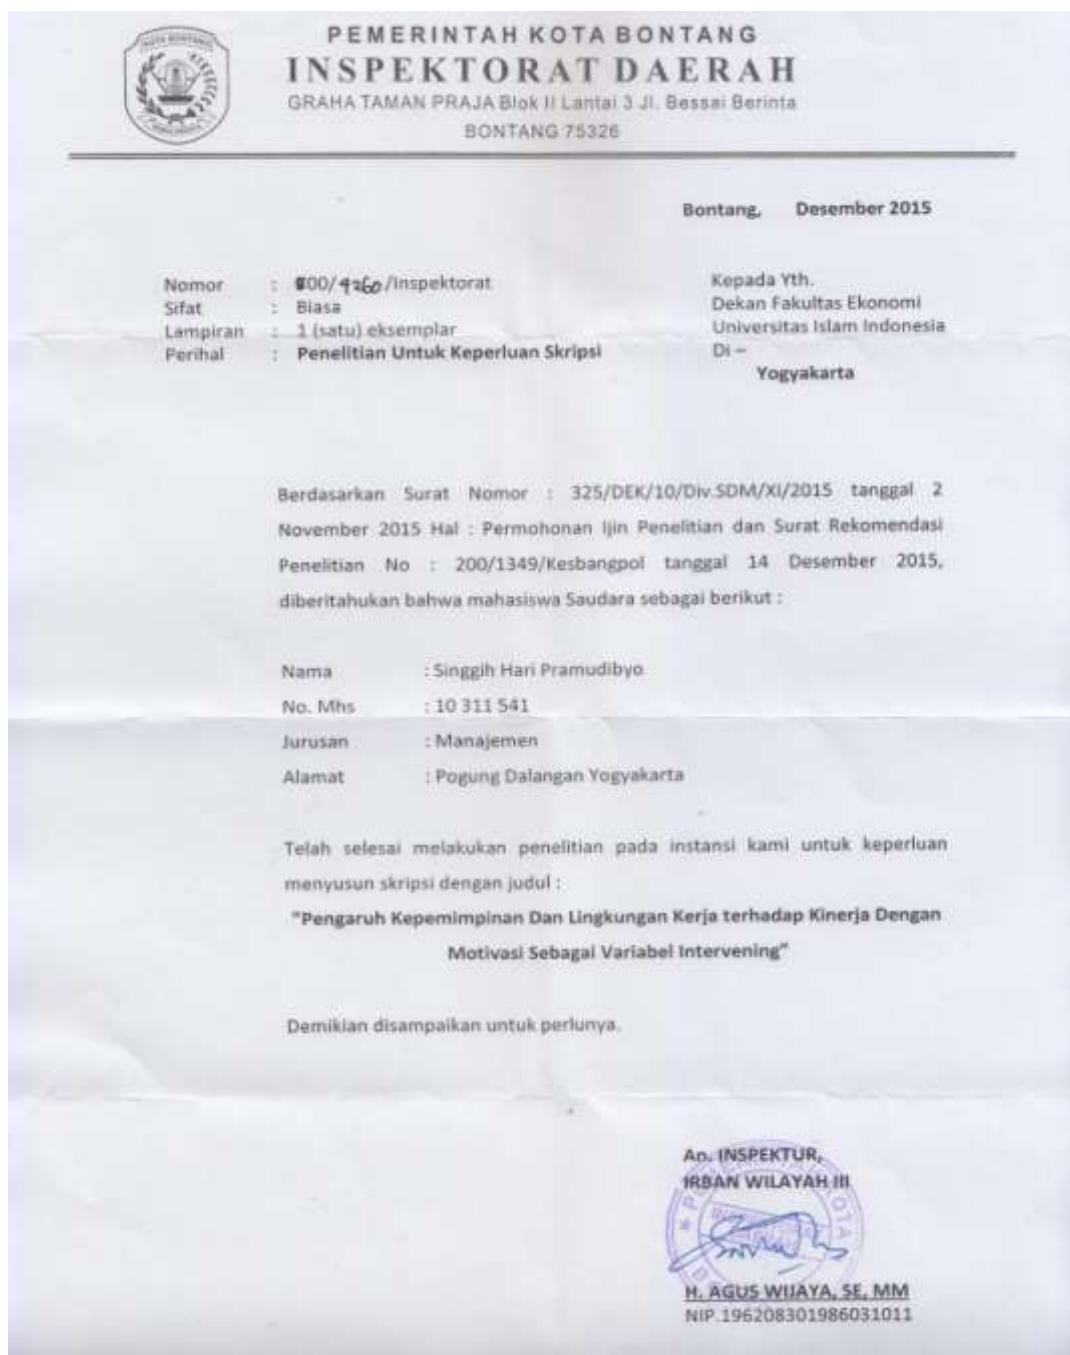 KOTA BONTANG
PEMERINTAH KOTA BONTANG
INSPEKTORAT DAERAH
GRAHA TAMAN PRAJA Blok II Lantai 3 Jl. Bessai Berinta
BONTANG 75326
Bontang, Desember 2015
Nomor : 800/9260/Inspektorat
Sifat : Biasa
Lampiran : 1 (satu) eksemplar
Perihal : Penelitian Untuk Keperluan Skripsi
Kepada Yth.
Dekan Fakultas Ekonomi
Universitas Islam Indonesia
Di –
Yogyakarta
Berdasarkan Surat Nomor : 325/DEK/10/Div.SDM/XI/2015 tanggal 2
November 2015 Hal : Permohonan Ijin Penelitian dan Surat Rekomendasi
Penelitian No : 200/1349/Kesbangpol tanggal 14 Desember 2015,
diberitahukan bahwa mahasiswa Saudara sebagai berikut :
Nama : Singgih Hari Pramudibyo
No. Mhs : 10 311 541
Jurusan : Manajemen
Alamat : Pogung Dalangan Yogyakarta
Telah selesai melakukan penelitian pada instansi kami untuk keperluan
menyusun skripsi dengan judul :
"Pengaruh Kepemimpinan Dan Lingkungan Kerja terhadap Kinerja Dengan
Motivasi Sebagai Variabel Intervening"
Demikian disampaikan untuk perlunya.
An. INSPEKTUR,
IRBAN WILAYAH III
H. AGUS WIJAYA, SE, MM
NIP.196208301986031011